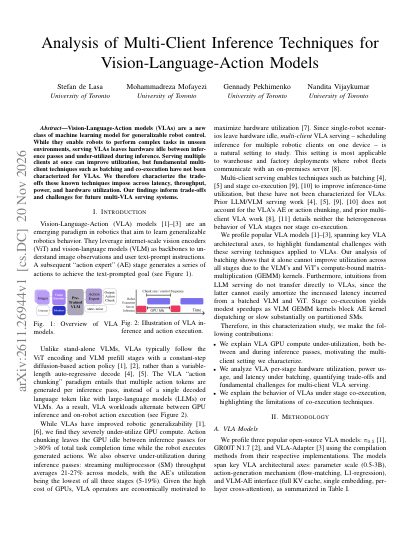 Analysis of Multi-Client Inference Techniques for
Vision-Language-Action Models
Stefan de Lasa
University of Toronto
Mohammadreza Mofayezi
University of Toronto
Gennady Pekhimenko
University of Toronto
Nandita Vijaykumar
University of Toronto
arXiv:2611.26944v1 [cs.DC] 20 Nov 2026
Abstract—Vision-Language-Action models (VLAs) are a new
class of machine learning model for generalizable robot control.
While they enable robots to perform complex tasks in unseen
environments, serving VLAs leaves hardware idle between infer-
ence passes and under-utilized during inference. Serving multiple
clients at once can improve utilization, but fundamental multi-
client techniques such as batching and co-execution have not been
characterized for VLAs. We therefore characterize the trade-
offs these known techniques impose across latency, throughput,
power, and hardware utilization. Our findings inform trade-offs
and challenges for future multi-VLA serving systems.
I. INTRODUCTION
Vision-Language-Action (VLA) models [1]–[3] are an
emerging paradigm in robotics that aim to learn generalizable
robotics behavior. They leverage internet-scale vision encoders
(ViT) and vision-language models (VLM) as backbones to un-
derstand image observations and user text-prompt instructions.
A subsequent "action expert" (AE) stage generates a series of
actions to achieve the text-prompted goal (see Figure 1).
Fig. 1: Overview of VLA
models.
Fig. 2: Illustration of VLA infer-
ence and action execution.
Unlike stand-alone VLMs, VLAs typically follow the
ViT encoding and VLM prefill stages with a constant-step
diffusion-based action policy [1], [2], rather than a variable-
length auto-regressive decode [4], [5]. The VLA "action
chunking" paradigm entails that multiple action tokens are
generated per inference pass, instead of a single decoded
language token like with large-language models (LLMs) or
VLMs. As a result, VLA workloads alternate between GPU
inference and on-robot action execution (see Figure 2).
While VLAs have improved robotic generalizability [1],
[6], we find they severely under-utilize GPU compute. Action
chunking leaves the GPU idle between inference passes for
>80% of total task completion time while the robot executes
generated actions. We also observe under-utilization during
inference passes: streaming multiprocessor (SM) throughput
averages 21-27% across models, with the AE's utilization
being the lowest of all three stages (5-19%). Given the high
cost of GPUs, VLA operators are economically motivated to
maximize hardware utilization [7]. Since single-robot scenar-
ios leave hardware idle, multi-client VLA serving – scheduling
inference for multiple robotic clients on one device – is
a natural setting to study. This setting is most applicable
to warehouse and factory deployments where robot fleets
communicate with an on-premises server [8].
Multi-client serving enables techniques such as batching [4],
[5] and stage co-execution [9], [10] to improve inference-time
utilization, but these have not been characterized for VLAs.
Prior LLM/VLM serving work [4], [5], [9], [10] does not
account for the VLA's AE or action chunking, and prior multi-
client VLA work [8], [11] details neither the heterogeneous
behavior of VLA stages nor stage co-execution.
We profile popular VLA models [1]–[3], spanning key VLA
architectural axes, to highlight fundamental challenges with
these serving techniques applied to VLAs. Our analysis of
batching shows that it alone cannot improve utilization across
all stages due to the VLM's and ViT's compute-bound matrix-
multiplication (GEMM) kernels. Furthermore, intuitions from
LLM serving do not transfer directly to VLAs, since the
latter cannot easily amortize the increased latency incurred
from a batched VLM and ViT. Stage co-execution yields
modest speedups as VLM GEMM kernels block AE kernel
dispatching or slow substantially on partitioned SMs.
Therefore, in this characterization study, we make the fol-
lowing contributions:
• We explain VLA GPU compute under-utilization, both be-
tween and during inference passes, motivating the multi-
client setting we characterize.
• We analyze VLA per-stage hardware utilization, power us-
age, and latency under batching, quantifying trade-offs and
fundamental challenges for multi-client VLA serving.
• We explain the behavior of VLAs under stage co-execution,
highlighting the limitations of co-execution techniques.
II. METHODOLOGY
A. VLA Models
We profile three popular open-source VLA models: π0.5 [1],
GR00T N1.7 [2], and VLA-Adapter [3] using the compilation
methods from their respective implementations. The models
span key VLA architectural axes: parameter scale (0.5-3B),
action-generation mechanism (flow-matching, L1-regression),
and VLM-AE interface (full KV cache, single embedding, per-
layer cross-attention), as summarized in Table I.